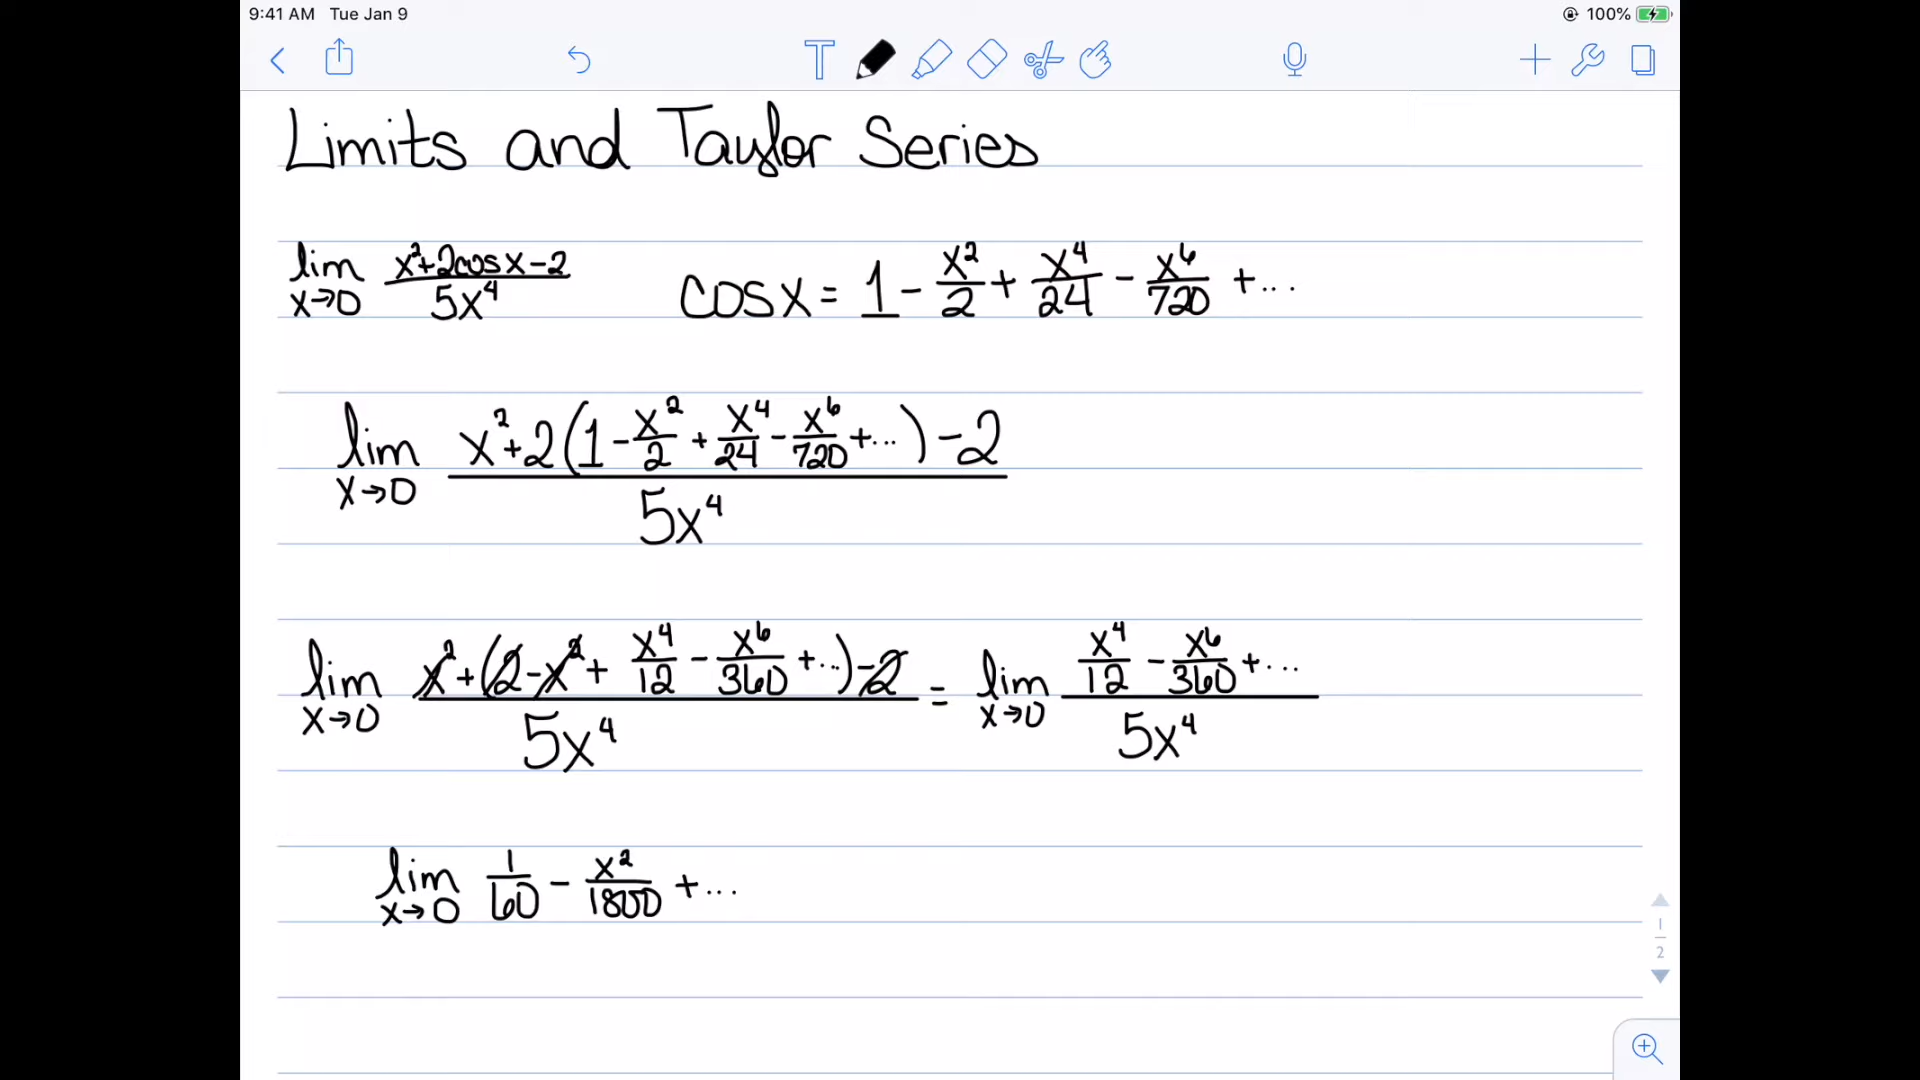 9:41 AM Tue Jan 9 100%
T
Limits and Taylor Series
lim x→0 (x²+2cosx-2)/(5x⁴) cosx = 1 - x²/2 + x⁴/24 - x⁶/720 + ...
lim x→0 (x²+2(1 - x²/2 + x⁴/24 - x⁶/720 + ...) - 2)/(5x⁴)
lim x→0 (x²+(2-x²+ x⁴/12 - x⁶/360 + ...) - 2)/(5x⁴) = lim x→0 (x⁴/12 - x⁶/360 + ...)/(5x⁴)
lim x→0 1/60 - x²/1800 + ...
1
2